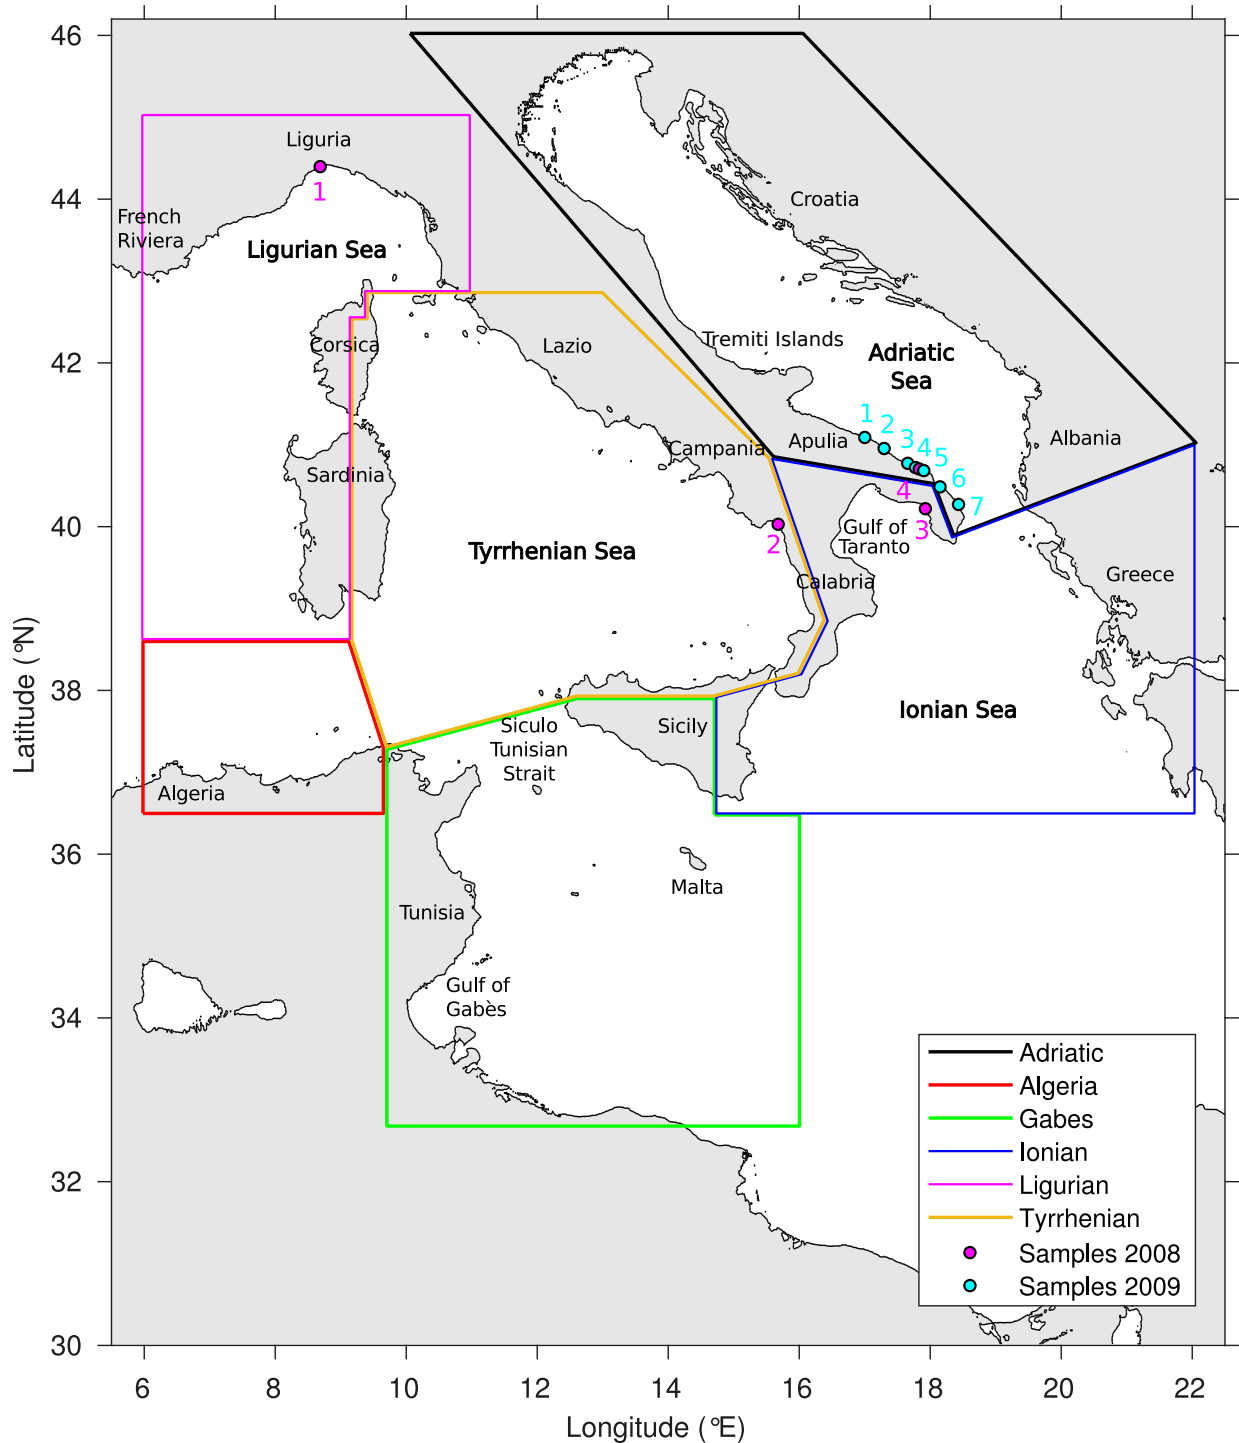 46
44
42
40
38
36
34
32
30
Latitude (°N)
6
8
10
12
14
16
18
20
22
Longitude (°E)
Liguria
1
French
Riviera
Ligurian Sea
Croatia
Corsica
Lazio
Tremiti Islands
Adriatic
Sea
Campania
Apulia
Albania
1
2
3
4
5
6
7
4
3
2
Sardinia
Tyrrhenian Sea
Gulf of
Taranto
Calabria
Greece
Ionian Sea
Siculo
Tunisian
Strait
Sicily
Algeria
Malta
Tunisia
Gulf of
Gabès
Adriatic
Algeria
Gabes
Ionian
Ligurian
Tyrrhenian
Samples 2008
Samples 2009